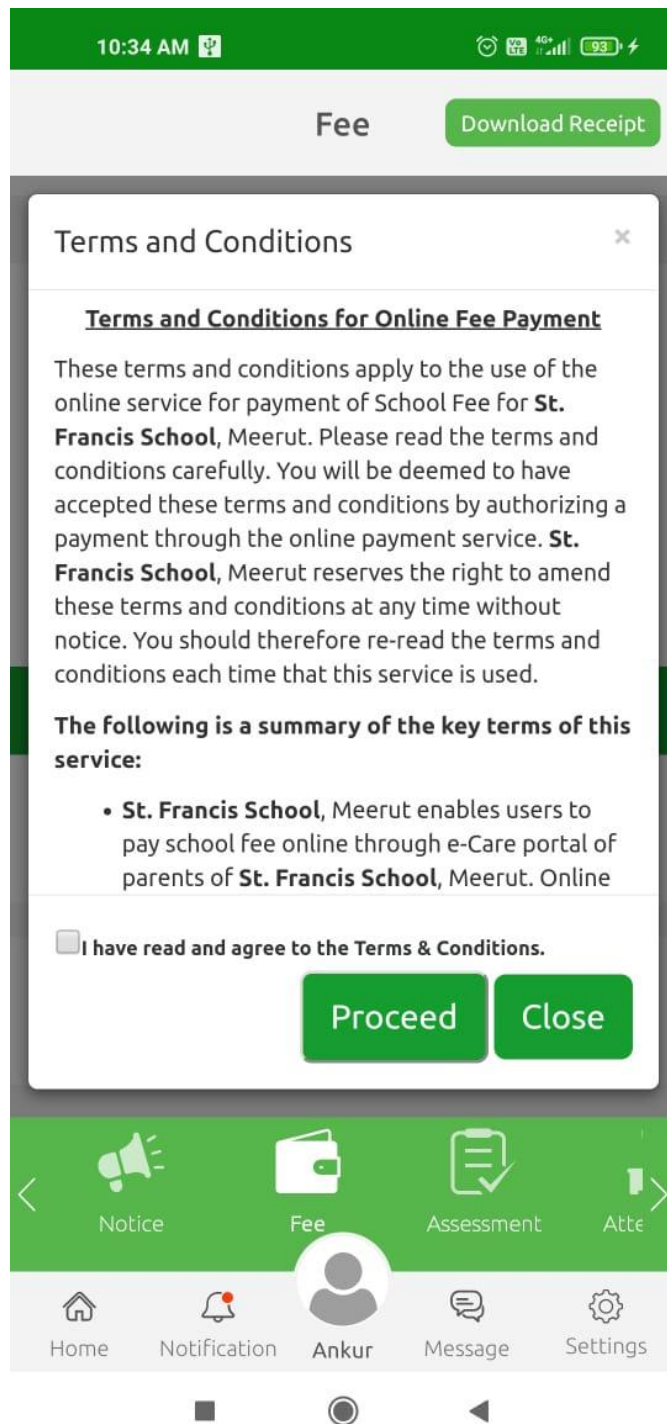 10:34 AM
Vo LTE 4G+ 93
Fee
Download Receipt
Terms and Conditions
×
Terms and Conditions for Online Fee Payment
These terms and conditions apply to the use of the
online service for payment of School Fee for St.
Francis School, Meerut. Please read the terms and
conditions carefully. You will be deemed to have
accepted these terms and conditions by authorizing a
payment through the online payment service. St.
Francis School, Meerut reserves the right to amend
these terms and conditions at any time without
notice. You should therefore re-read the terms and
conditions each time that this service is used.
The following is a summary of the key terms of this
service:
• St. Francis School, Meerut enables users to
pay school fee online through e-Care portal of
parents of St. Francis School, Meerut. Online
I have read and agree to the Terms & Conditions.
Proceed
Close
Notice
Fee
Assessment
Atte
Home
Notification
Ankur
Message
Settings